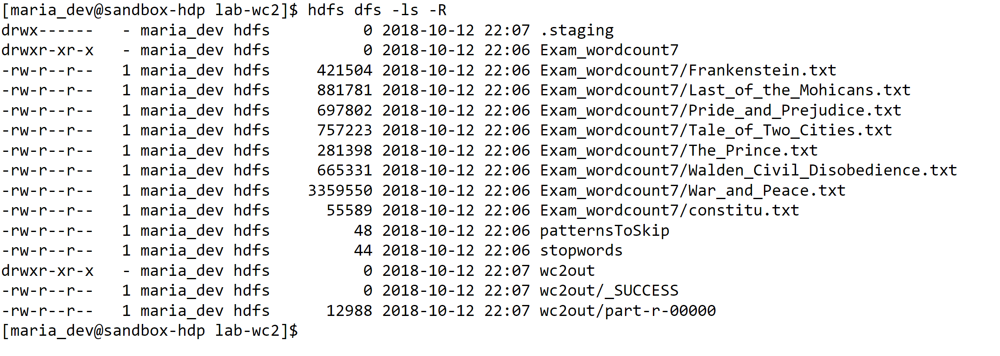 [maria_dev@sandbox-hdp lab-wc2]$ hdfs dfs -ls -R
drwx------   - maria_dev hdfs          0 2018-10-12 22:07 .staging
drwxr-xr-x   - maria_dev hdfs          0 2018-10-12 22:06 Exam_wordcount7
-rw-r--r--   1 maria_dev hdfs     421504 2018-10-12 22:06 Exam_wordcount7/Frankenstein.txt
-rw-r--r--   1 maria_dev hdfs     881781 2018-10-12 22:06 Exam_wordcount7/Last_of_the_Mohicans.txt
-rw-r--r--   1 maria_dev hdfs     697802 2018-10-12 22:06 Exam_wordcount7/Pride_and_Prejudice.txt
-rw-r--r--   1 maria_dev hdfs     757223 2018-10-12 22:06 Exam_wordcount7/Tale_of_Two_Cities.txt
-rw-r--r--   1 maria_dev hdfs     281398 2018-10-12 22:06 Exam_wordcount7/The_Prince.txt
-rw-r--r--   1 maria_dev hdfs     665331 2018-10-12 22:06 Exam_wordcount7/Walden_Civil_Disobedience.txt
-rw-r--r--   1 maria_dev hdfs    3359550 2018-10-12 22:06 Exam_wordcount7/War_and_Peace.txt
-rw-r--r--   1 maria_dev hdfs      55589 2018-10-12 22:06 Exam_wordcount7/constitu.txt
-rw-r--r--   1 maria_dev hdfs         48 2018-10-12 22:06 patternsToSkip
-rw-r--r--   1 maria_dev hdfs         44 2018-10-12 22:06 stopwords
drwxr-xr-x   - maria_dev hdfs          0 2018-10-12 22:07 wc2out
-rw-r--r--   1 maria_dev hdfs          0 2018-10-12 22:07 wc2out/_SUCCESS
-rw-r--r--   1 maria_dev hdfs      12988 2018-10-12 22:07 wc2out/part-r-00000
[maria_dev@sandbox-hdp lab-wc2]$